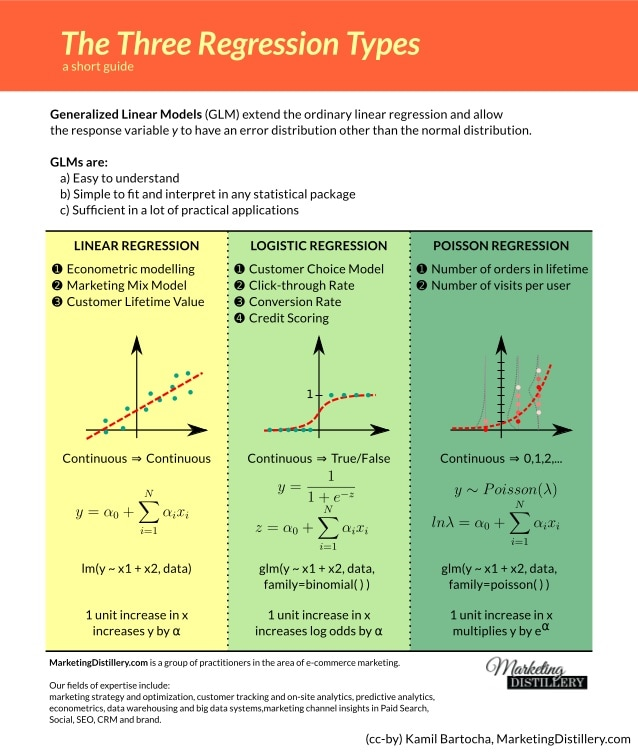 The Three Regression Types
a short guide
Generalized Linear Models (GLM) extend the ordinary linear regression and allow
the response variable y to have an error distribution other than the normal distribution.
GLMs are:
a) Easy to understand
b) Simple to fit and interpret in any statistical package
c) Sufficient in a lot of practical applications
LINEAR REGRESSION
❶ Econometric modelling
❷ Marketing Mix Model
❸ Customer Lifetime Value
Continuous ⇒ Continuous
y = α₀ + ∑ᵢ₌₁ᴺ αᵢxᵢ
lm(y ~ x1 + x2, data)
1 unit increase in x
increases y by α
LOGISTIC REGRESSION
❶ Customer Choice Model
❷ Click-through Rate
❸ Conversion Rate
❹ Credit Scoring
1
Continuous ⇒ True/False
y = 1 / (1 + e⁻ᶻ)
z = α₀ + ∑ᵢ₌₁ᴺ αᵢxᵢ
glm(y ~ x1 + x2, data,
family=binomial( ) )
1 unit increase in x
increases log odds by α
POISSON REGRESSION
❶ Number of orders in lifetime
❷ Number of visits per user
Continuous ⇒ 0,1,2,...
y ∼ Poisson(λ)
lnλ = α₀ + ∑ᵢ₌₁ᴺ αᵢxᵢ
glm(y ~ x1 + x2, data,
family=poisson( ) )
1 unit increase in x
multiplies y by e^α
MarketingDistillery.com is a group of practitioners in the area of e-commerce marketing.
Our fields of expertise include:
marketing strategy and optimization, customer tracking and on-site analytics, predictive analytics,
econometrics, data warehousing and big data systems,marketing channel insights in Paid Search,
Social, SEO, CRM and brand.
Marketing
DISTILLERY
(cc-by) Kamil Bartocha, MarketingDistillery.com